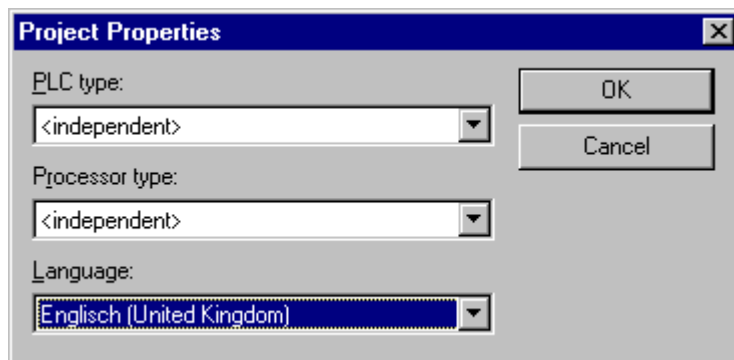 Project Properties
PLC type:
<independent>
OK
Cancel
Processor type:
<independent>
Language:
Englisch (United Kingdom)